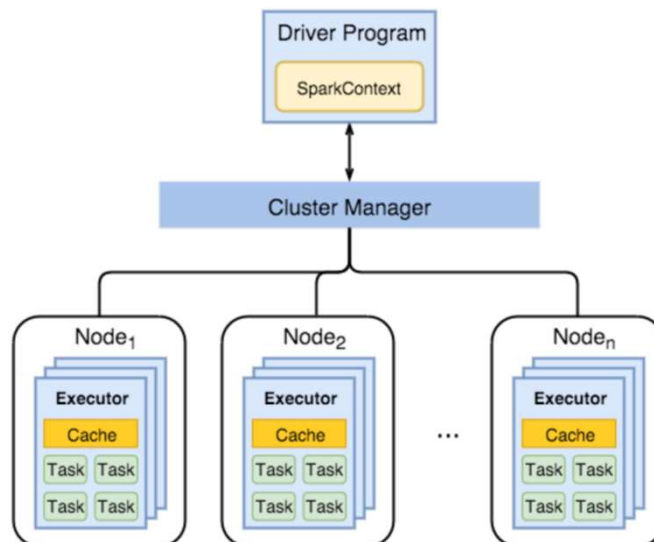 Driver Program
SparkContext
Cluster Manager
Node1
Executor
Cache
Task Task
Task Task
Node2
Executor
Cache
Task Task
Task Task
...
Noden
Executor
Cache
Task Task
Task Task